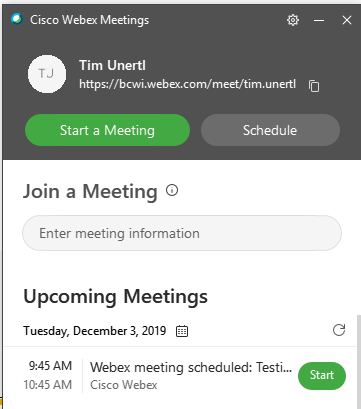 Cisco Webex Meetings
TJ
Tim Unertl
https://bcwi.webex.com/meet/tim.unertl
Start a Meeting
Schedule
Join a Meeting
Enter meeting information
Upcoming Meetings
Tuesday, December 3, 2019
9:45 AM
Webex meeting scheduled: Testi...
10:45 AM
Cisco Webex
Start